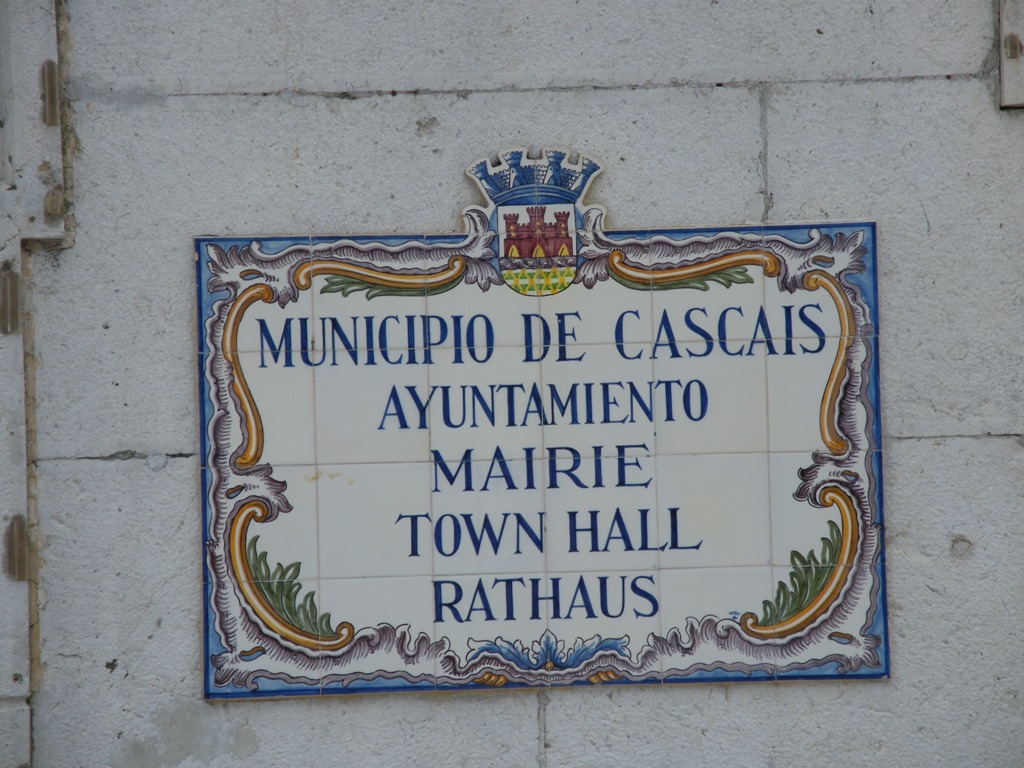 MUNICIPIO DE CASCAIS
AYUNTAMIENTO
MAIRIE
TOWN HALL
RATHAUS